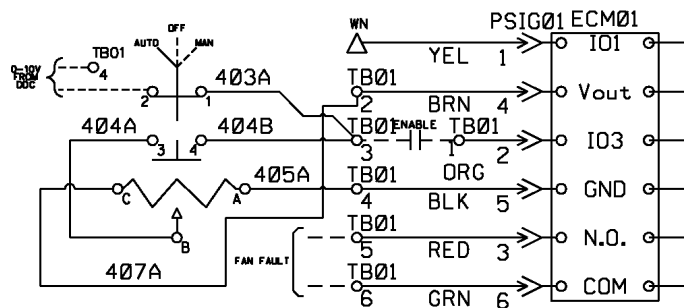 WN
PSIG01 ECM01
OFF
AUTO
MAN
TB01
4
0-10V
FROM
DDC
YEL 1
IO1
403A
TB01
2
2
1
BRN 4
Vout
404A
404B
TB01
ENABLE
TB01
3
4
3
1
2
IO3
ORG
405A
TB01
C
A
4
BLK 5
GND
B
TB01
FAN FAULT
5
RED 3
N.O.
407A
TB01
6
GRN 6
COM